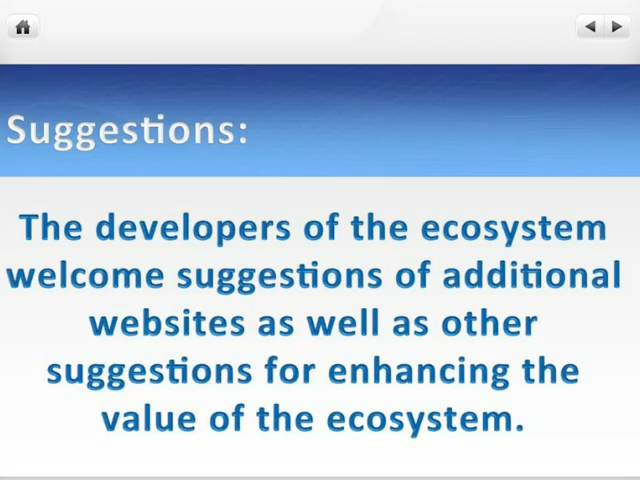 Suggestions:
The developers of the ecosystem
welcome suggestions of additional
websites as well as other
suggestions for enhancing the
value of the ecosystem.